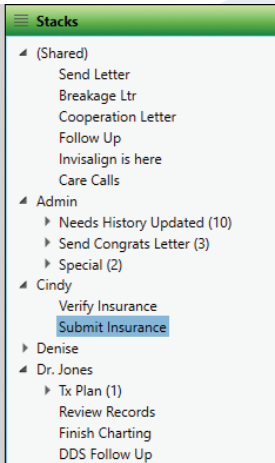 Stacks
(Shared)
Send Letter
Breakage Ltr
Cooperation Letter
Follow Up
Invisalign is here
Care Calls
Admin
Needs History Updated (10)
Send Congrats Letter (3)
Special (2)
Cindy
Verify Insurance
Submit Insurance
Denise
Dr. Jones
Tx Plan (1)
Review Records
Finish Charting
DDS Follow Up